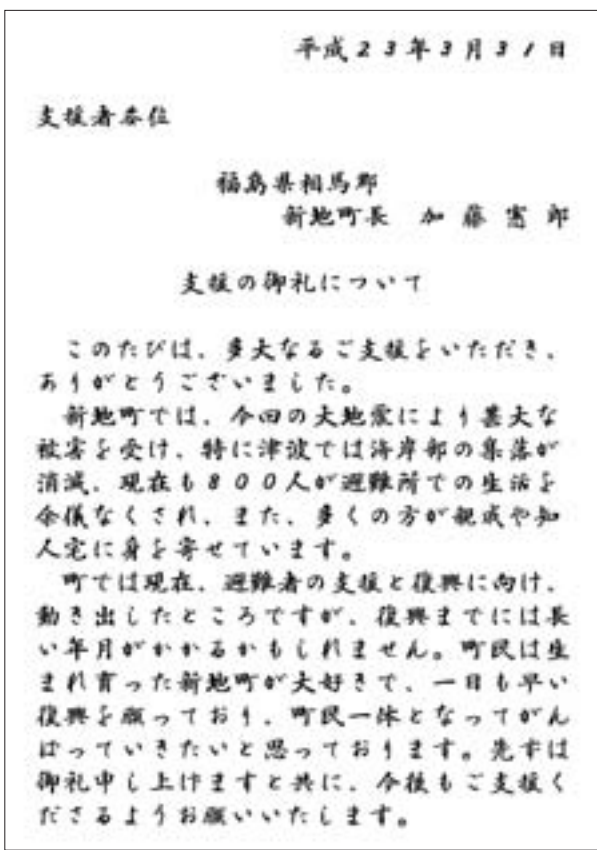 平成23年3月31日
支援者各位
福島県相馬郡
新地町長　加藤憲郎
支援の御礼について
このたびは、多大なるご支援をいただき、
ありがとうございました。
新地町では、今回の大地震により甚大な
被害を受け、特に津波では海岸部の集落が
消滅、現在も800人が避難所での生活を
余儀なくされ、また、多くの方が親戚や知
人宅に身を寄せています。
町では現在、避難者の支援と復興に向け、
動き出したところですが、復興までには長
い年月がかかるかもしれません。町民は生
まれ育った新地町が大好きで、一日も早い
復興を願っており、町民一体となってがん
ばっていきたいと思っております。先ずは
御礼申し上げますと共に、今後もご支援く
ださるようお願いいたします。